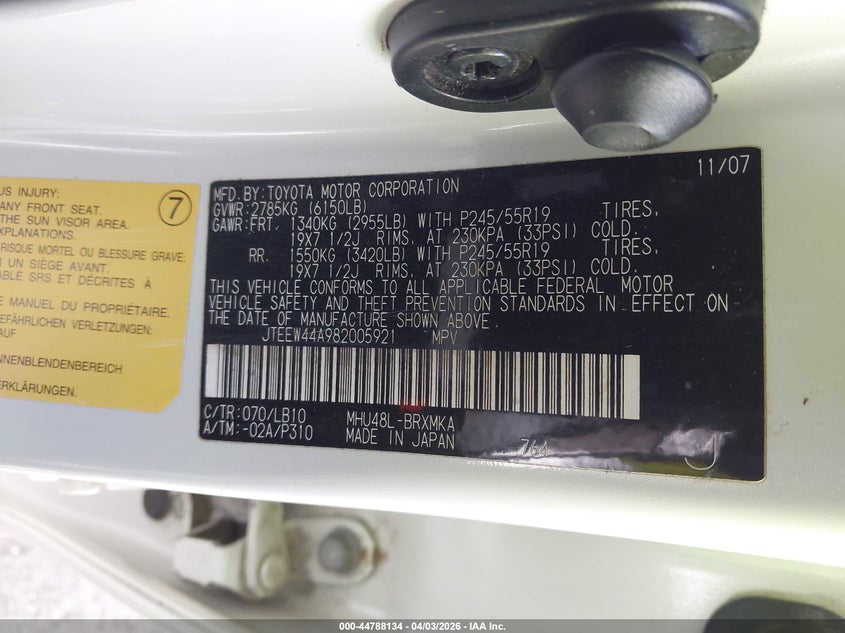 US INJURY:
ANY FRONT SEAT.
THE SUN VISOR AREA.
EXPLANATIONS.
RISQUE MORTEL OU BLESSURE GRAVE:
UN SIÈGE AVANT.
ABLE SRS ET DÉCRITES À
E MANUEL DU PROPRIÉTAIRE.
EFÄHRLICHEN VERLETZUNGEN:
AUF
NNENBLENDENBEREICH
ERKLÄRUNGEN.
7
11/07
MFD.BY:TOYOTA MOTOR CORPORATION
GVWR:2785KG (6150LB)
GAWR:FRT. 1340KG (2955LB) WITH P245/55R19 TIRES,
19X7 1/2J RIMS, AT 230KPA (33PSI) COLD.
RR. 1550KG (3420LB) WITH P245/55R19 TIRES,
19X7 1/2J RIMS, AT 230KPA (33PSI) COLD.
THIS VEHICLE CONFORMS TO ALL APPLICABLE FEDERAL MOTOR
VEHICLE SAFETY AND THEFT PREVENTION STANDARDS IN EFFECT ON
THE DATE OF MANUFACTURE SHOWN ABOVE.
JTEEW44A982005921 MPV
C/TR:070/LB10 MHU48L-BRXMKA
A/TM:-02A/P310 MADE IN JAPAN
764 J
000-44788134 | 04/03/2026 - IAA Inc.